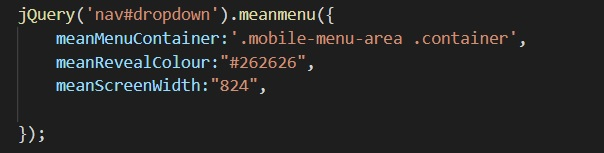 jQuery('nav#dropdown').meanmenu({
meanMenuContainer:'.mobile-menu-area .container',
meanRevealColour:"#262626",
meanScreenWidth:"824",
});